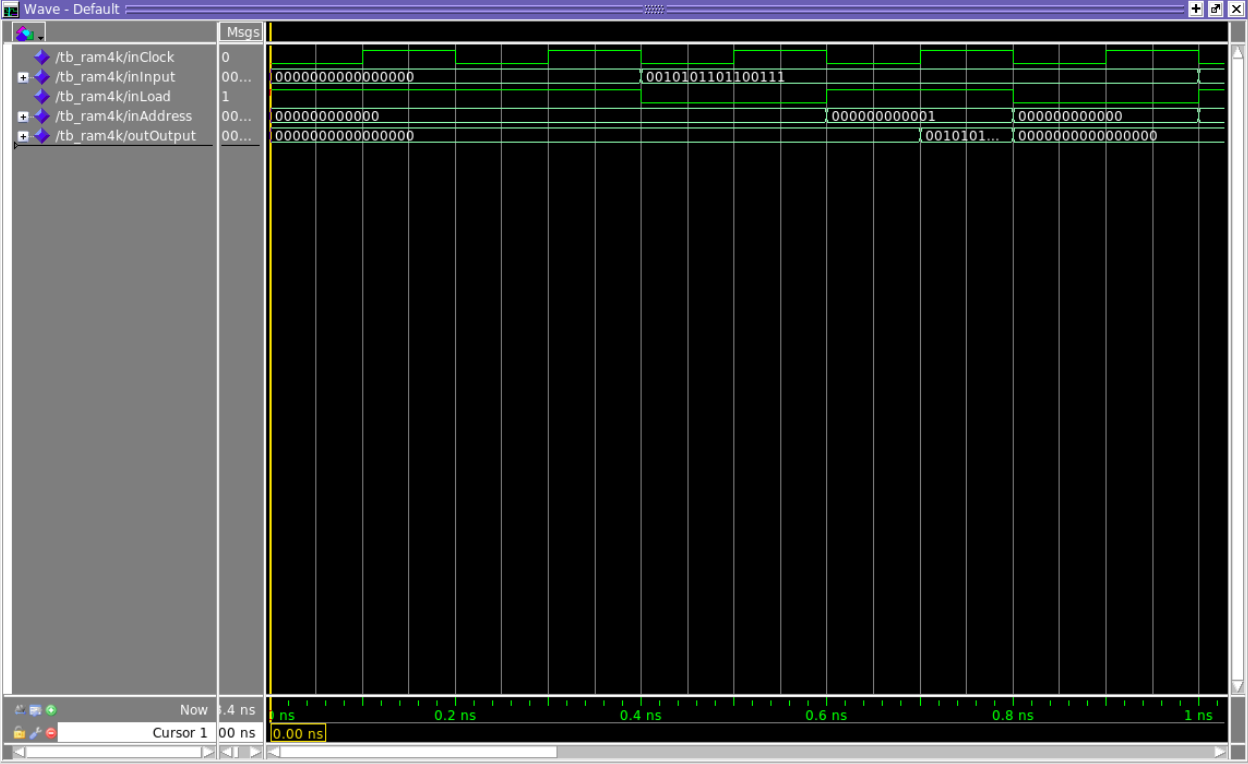 Wave - Default
Msgs
/tb_ram4k/inClock 0
/tb_ram4k/inInput 00... 0000000000000000 0010101101100111
/tb_ram4k/inLoad 1
/tb_ram4k/inAddress 00... 000000000000 000000000001 000000000000
/tb_ram4k/outOutput 00... 0000000000000000 0010101... 0000000000000000
Now .4 ns ns 0.2 ns 0.4 ns 0.6 ns 0.8 ns 1 ns
Cursor 1 00 ns 0.00 ns